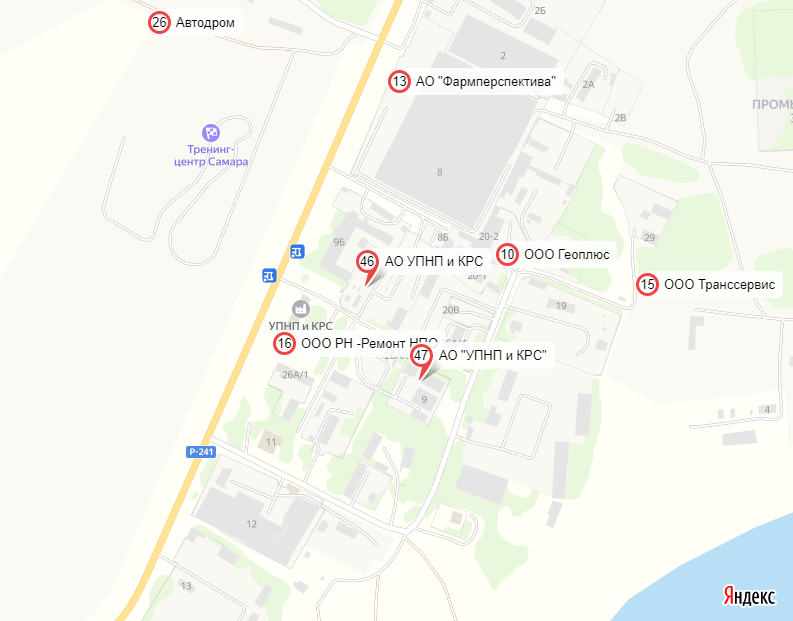 2Б
26 Автодром
2
13 АО "Фармперспектива"
2А
2В
Тренинг-
центр Самара
8
9Б
8Б
20-2
29
10 ООО Геоплюс
46 АО УПНП и КРС
20-1
15 ООО Транссервис
19
20В
УПНП и КРС
16 ООО РН -Ремонт НПО
47 АО "УПНП и КРС"
26А/1
9
4
11
Р-241
12
13
Яндекс